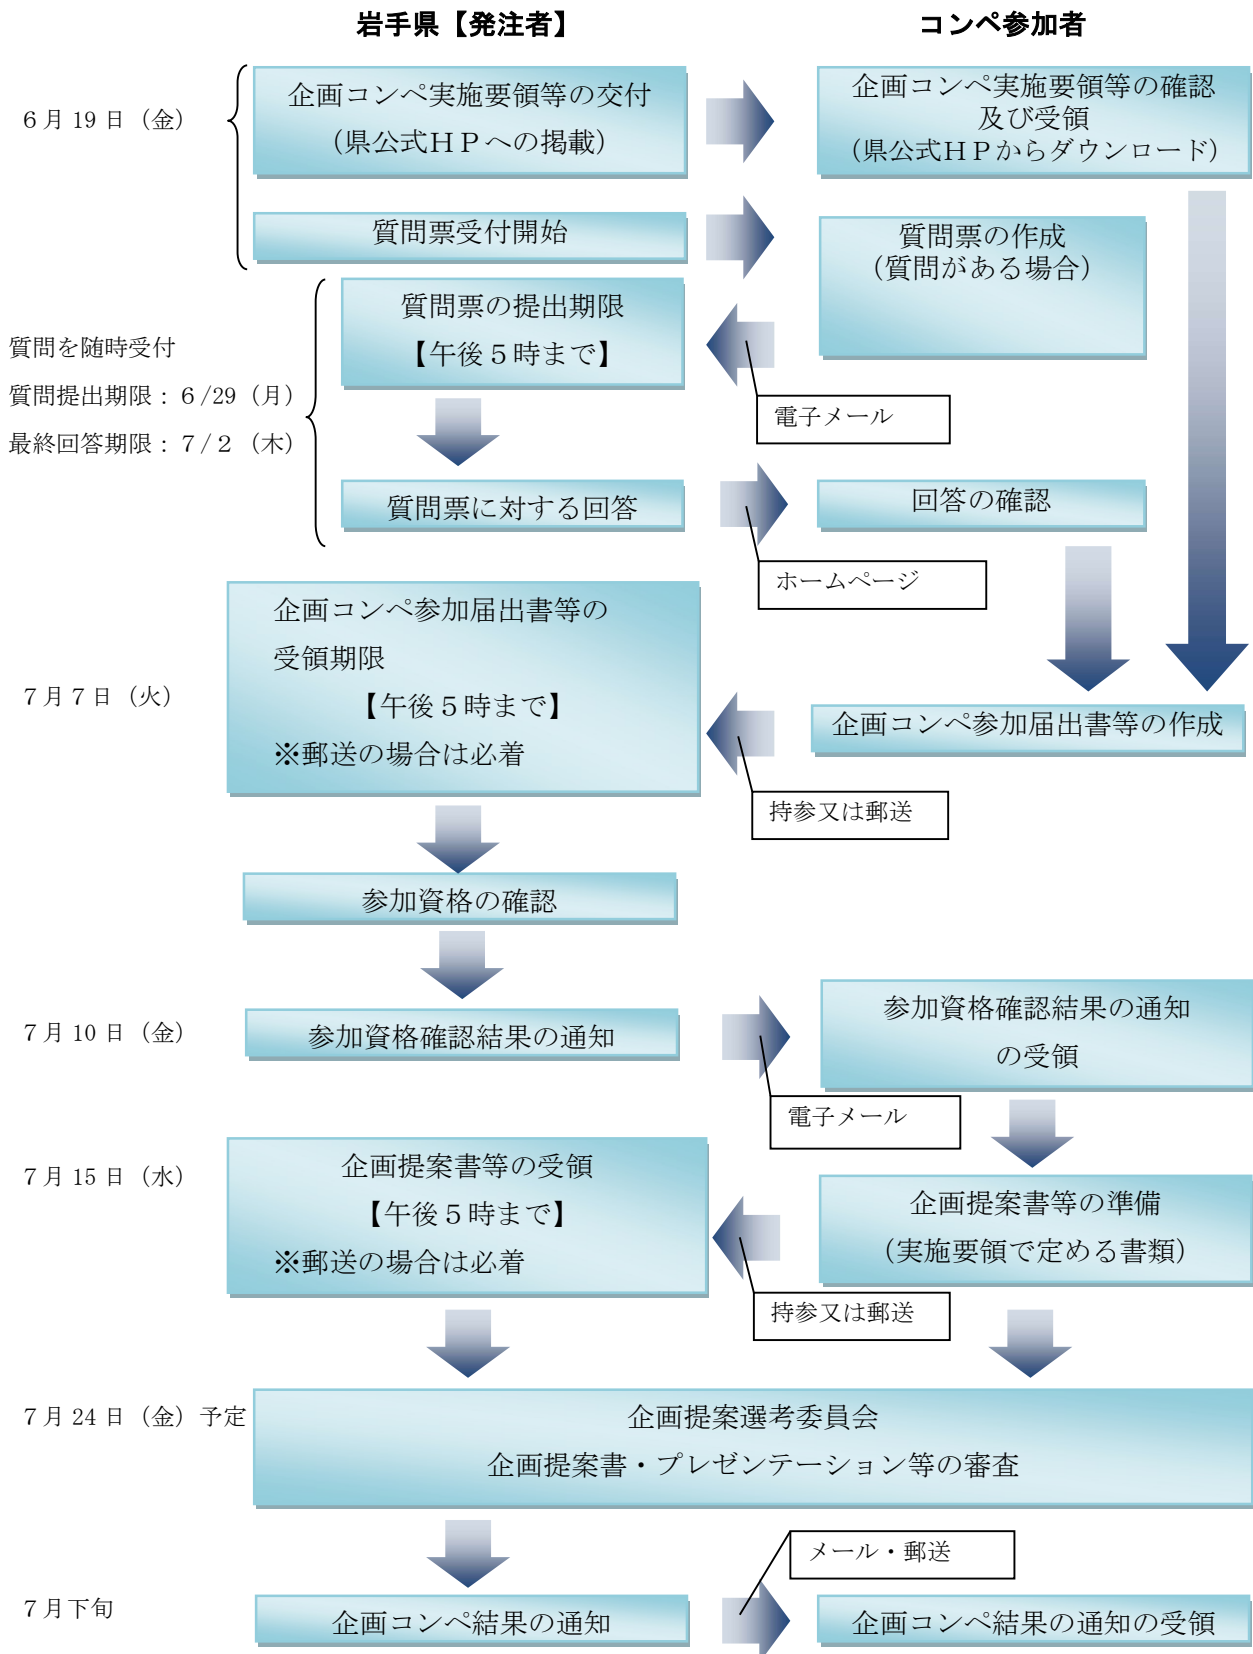 岩手県【発注者】
コンペ参加者
６月 19 日（金）
企画コンペ実施要領等の交付
（県公式ＨＰへの掲載）
企画コンペ実施要領等の確認
及び受領
（県公式ＨＰからダウンロード）
質問票受付開始
質問票の作成
（質問がある場合）
質問票の提出期限
【午後５時まで】
質問を随時受付
質問提出期限：６/29（月）
最終回答期限：７/２（木）
電子メール
質問票に対する回答
回答の確認
ホームページ
企画コンペ参加届出書等の
受領期限
【午後５時まで】
※郵送の場合は必着
７月７日（火）
企画コンペ参加届出書等の作成
持参又は郵送
参加資格の確認
７月 10 日（金）
参加資格確認結果の通知
参加資格確認結果の通知
の受領
電子メール
７月 15 日（水）
企画提案書等の受領
【午後５時まで】
※郵送の場合は必着
企画提案書等の準備
（実施要領で定める書類）
持参又は郵送
７月 24 日（金）予定
企画提案選考委員会
企画提案書・プレゼンテーション等の審査
メール・郵送
７月下旬
企画コンペ結果の通知
企画コンペ結果の通知の受領